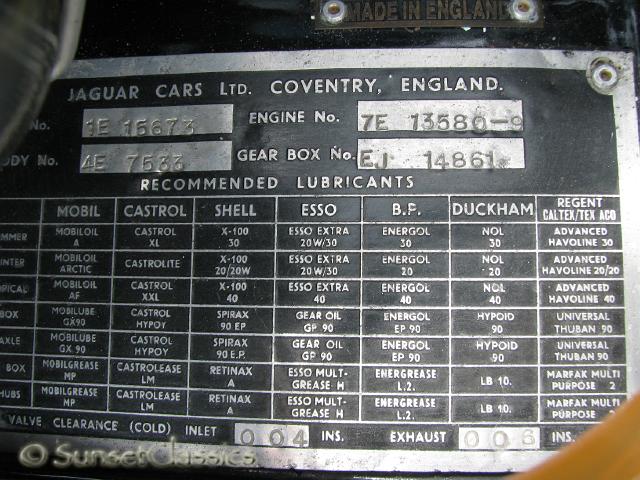 MADE IN ENGLAND
JAGUAR CARS LTD. COVENTRY, ENGLAND.
No. 1E 15673 ENGINE No. 7E 13580-9
ODY No. 4E 7533 GEAR BOX No. EJ 14861
RECOMMENDED LUBRICANTS
MOBIL CASTROL SHELL ESSO B.P. DUCKHAM REGENT CALTEX/TEXACO
MMER MOBILOIL A CASTROL XL X-100 30 ESSO EXTRA 20W/30 ENERGOL 30 NOL 30 ADVANCED HAVOLINE 30
NTER MOBILOIL ARCTIC CASTROLITE X-100 20/20W ESSO EXTRA 20W/30 ENERGOL 20 NOL 20 ADVANCED HAVOLINE 20/20
OPICAL MOBILOIL AF CASTROL XXL X-100 40 ESSO EXTRA 40 ENERGOL 40 NOL 40 ADVANCED HAVOLINE 40
BOX MOBILUBE GX90 CASTROL HYPOY SPIRAX 90 EP GEAR OIL GP 90 ENERGOL EP 90 HYPOID 90 UNIVERSAL THUBAN 90
AXLE MOBILUBE GX 90 CASTROL HYPOY SPIRAX 90 E.P. GEAR OIL GP 90 ENERGOL EP 90 HYPOID 90 UNIVERSAL THUBAN 90
BOX MOBILGREASE MP CASTROLEASE LM RETINAX A ESSO MULT-GREASE H ENERGREASE L.2. LB 10. MARFAK MULTI PURPOSE 2
HUBS MOBILGREASE MP CASTROLEASE LM RETINAX A ESSO MULT-GREASE H ENERGREASE L.2. LB 10. MARFAK MULTI PURPOSE 2
VALVE CLEARANCE (COLD) INLET 004 INS. EXHAUST 006 INS.
© SunsetClassics